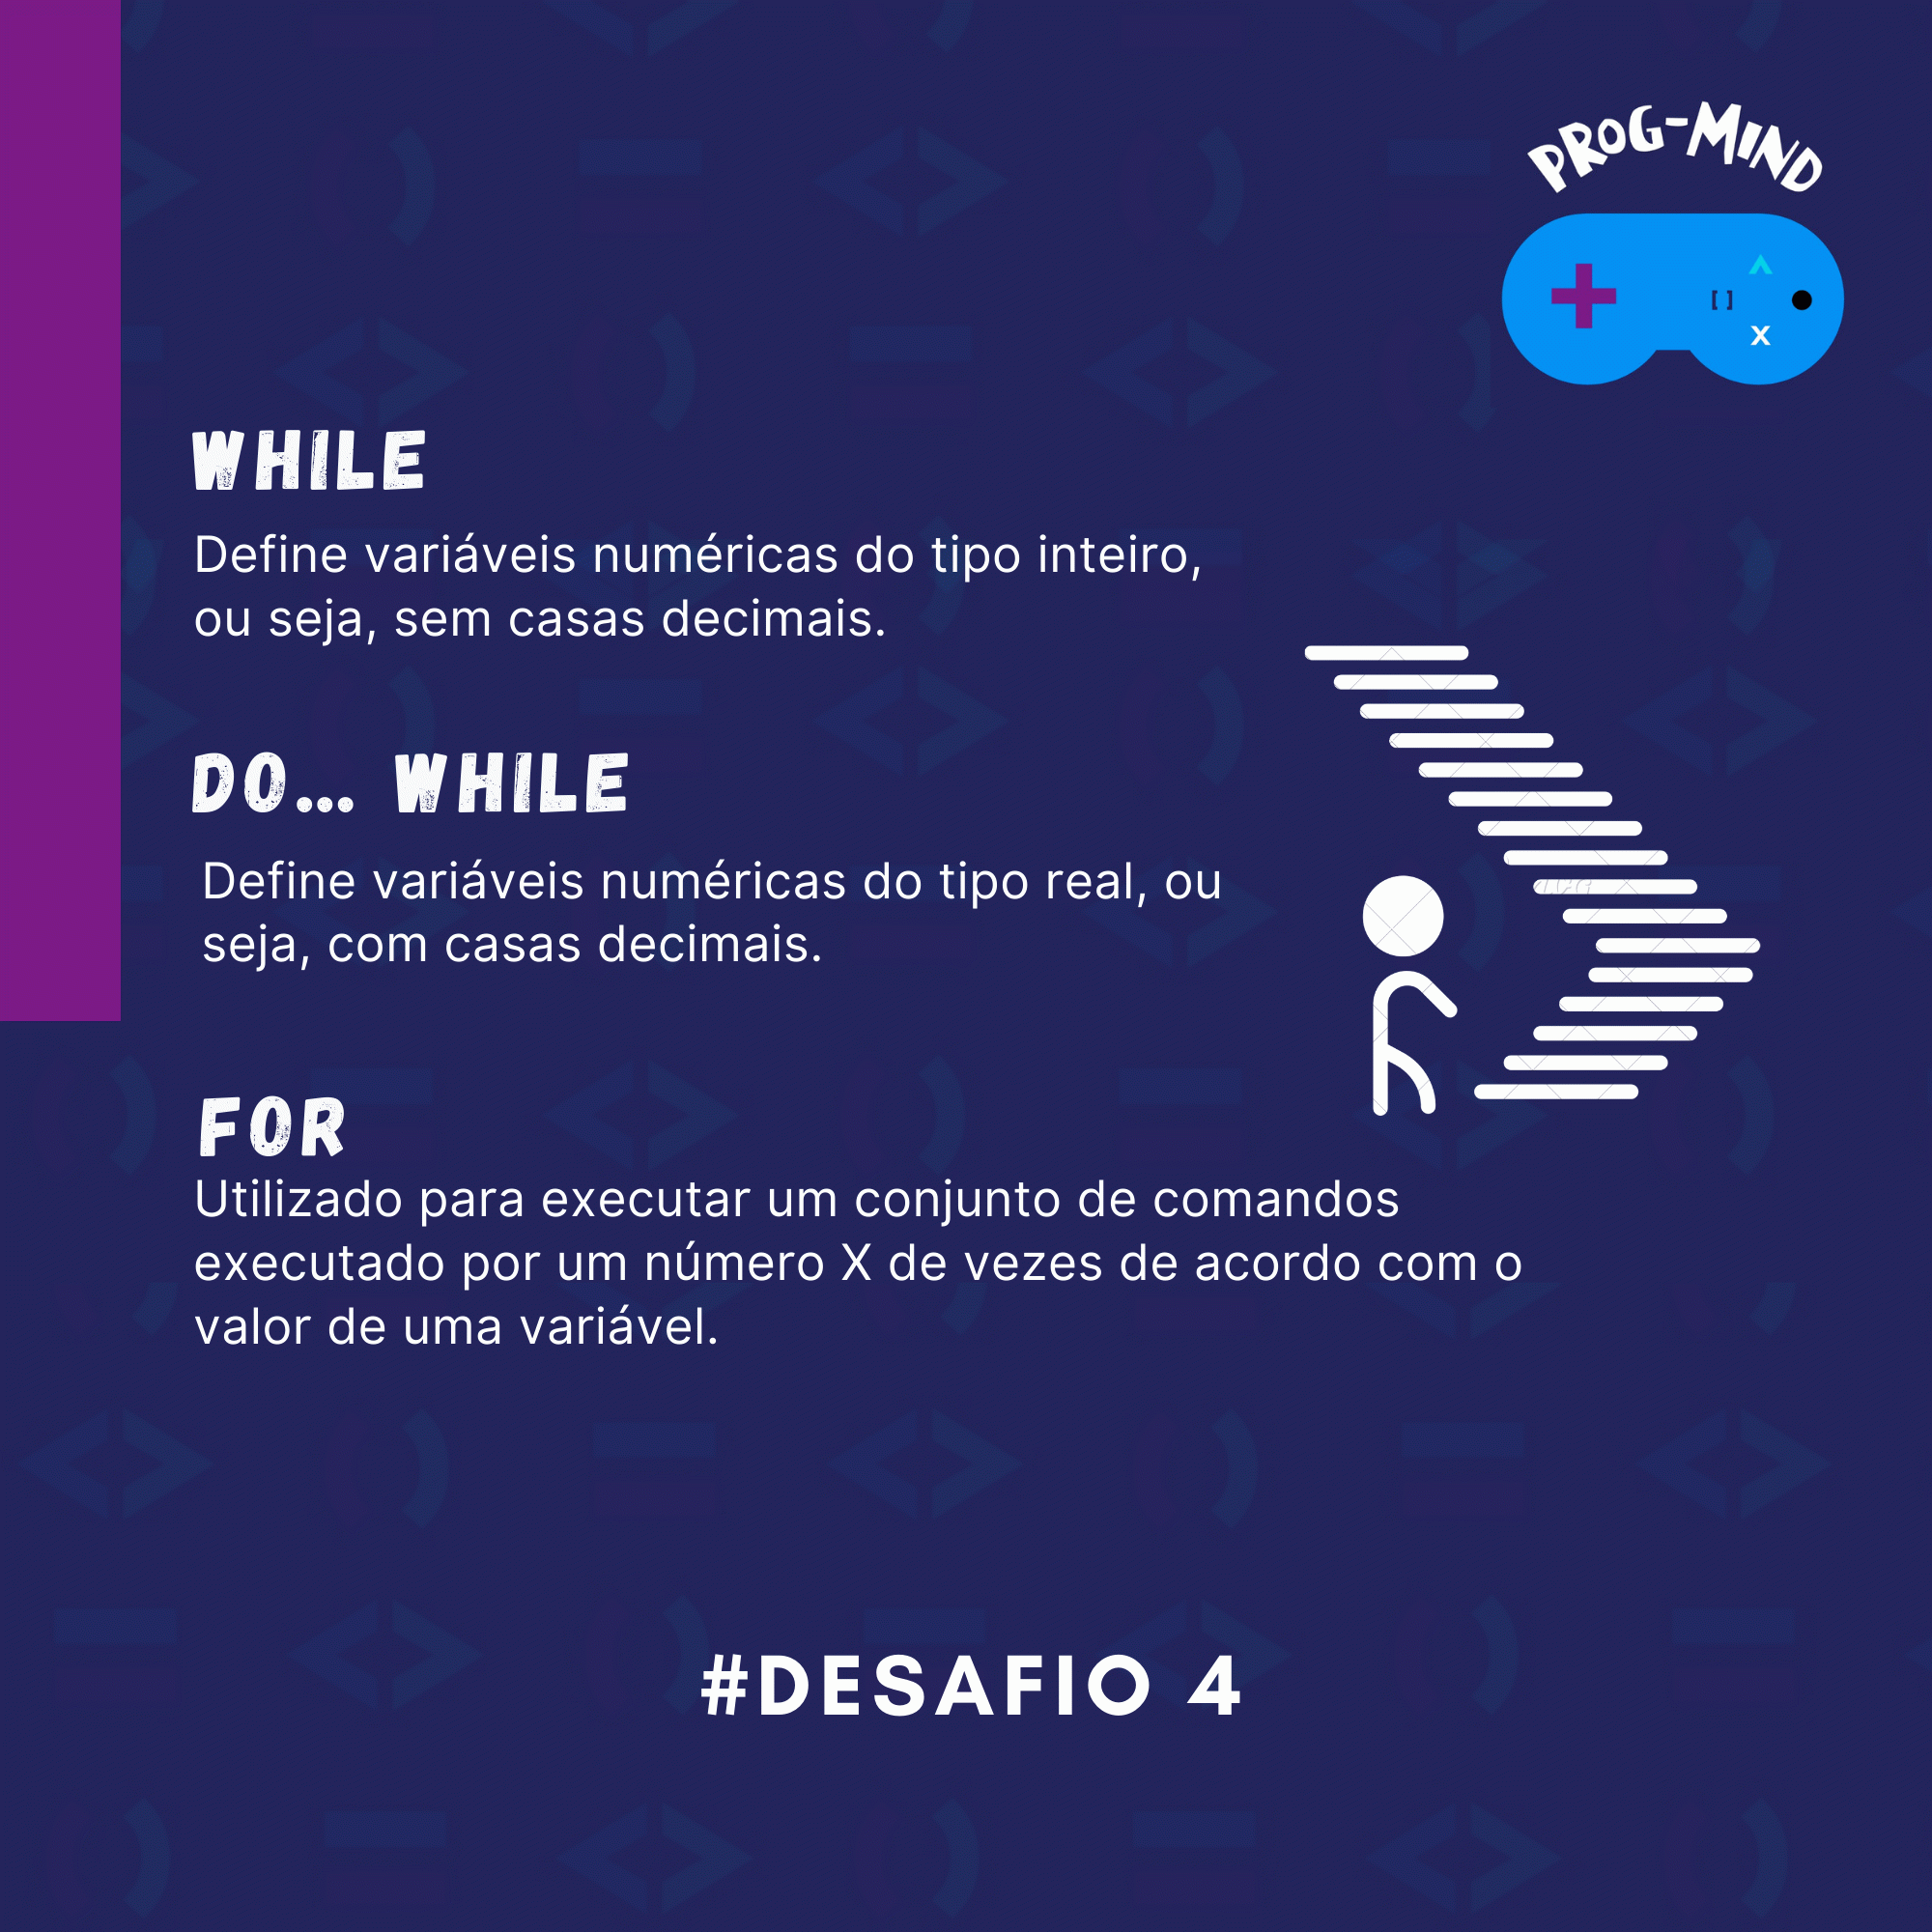 PROG-MIND
[ ]
X
WHILE
Define variáveis numéricas do tipo inteiro,
ou seja, sem casas decimais.
DO... WHILE
Define variáveis numéricas do tipo real, ou
seja, com casas decimais.
FOR
Utilizado para executar um conjunto de comandos
executado por um número X de vezes de acordo com o
valor de uma variável.
#DESAFIO 4